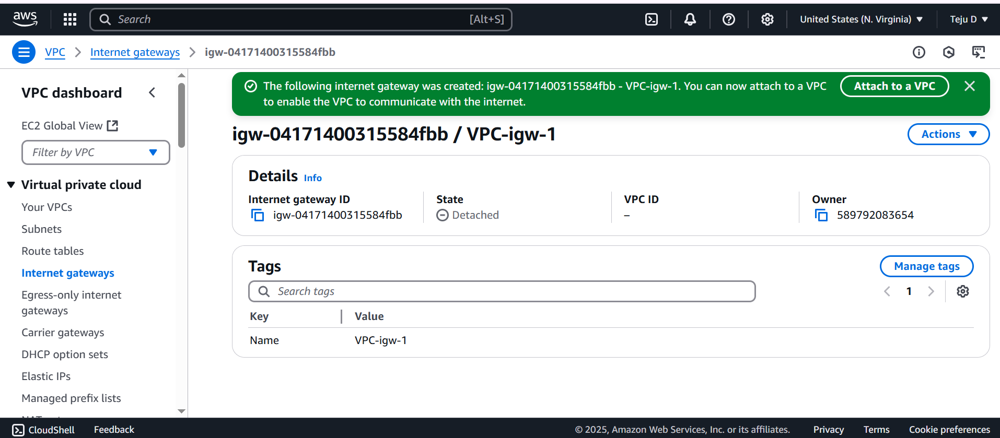 aws
Search [Alt+S]
United States (N. Virginia)
Teju D
VPC
Internet gateways
igw-04171400315584fbb
VPC dashboard
EC2 Global View
Filter by VPC
Virtual private cloud
Your VPCs
Subnets
Route tables
Internet gateways
Egress-only internet
gateways
Carrier gateways
DHCP option sets
Elastic IPs
Managed prefix lists
The following internet gateway was created: igw-04171400315584fbb - VPC-igw-1. You can now attach to a VPC
to enable the VPC to communicate with the internet.
Attach to a VPC
igw-04171400315584fbb / VPC-igw-1
Actions
Details Info
Internet gateway ID
igw-04171400315584fbb
State
Detached
VPC ID
–
Owner
589792083654
Tags
Manage tags
Search tags
1
Key Value
Name VPC-igw-1
CloudShell
Feedback
© 2025, Amazon Web Services, Inc. or its affiliates.
Privacy
Terms
Cookie preferences